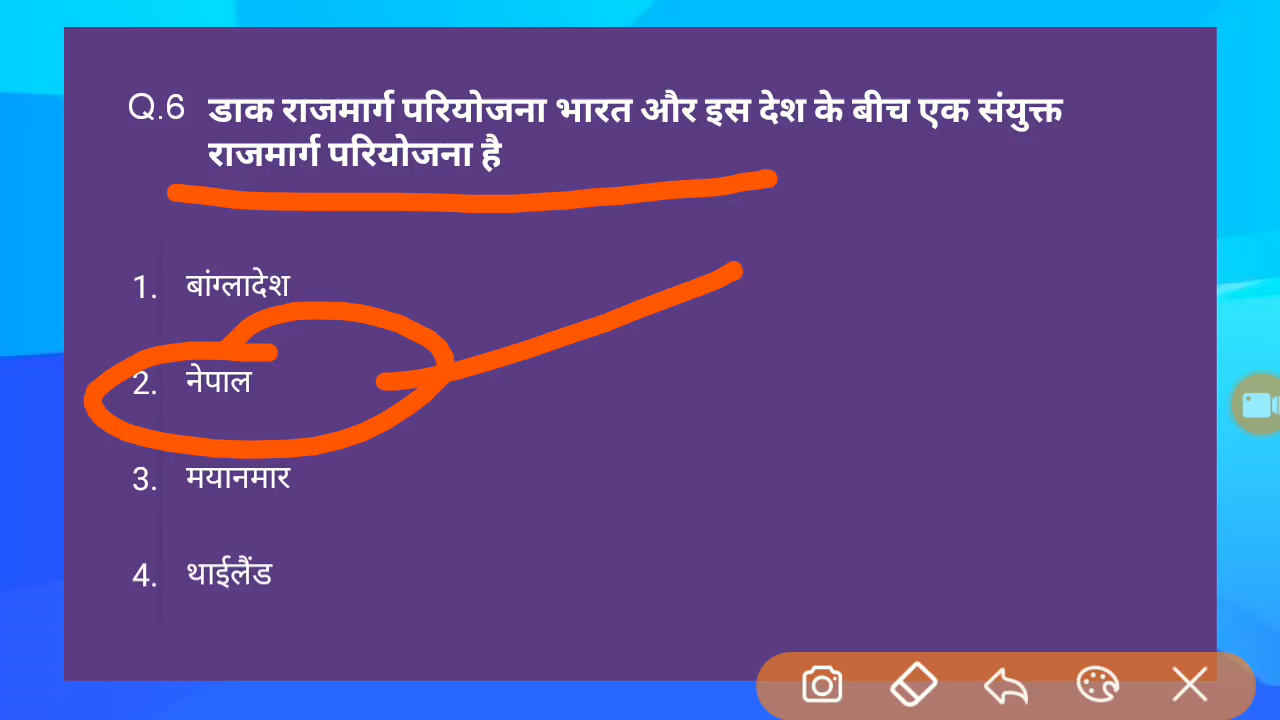 Q.6 डाक राजमार्ग परियोजना भारत और इस देश के बीच एक संयुक्त
राजमार्ग परियोजना है
1. बांग्लादेश
2. नेपाल
3. मयानमार
4. थाईलैंड